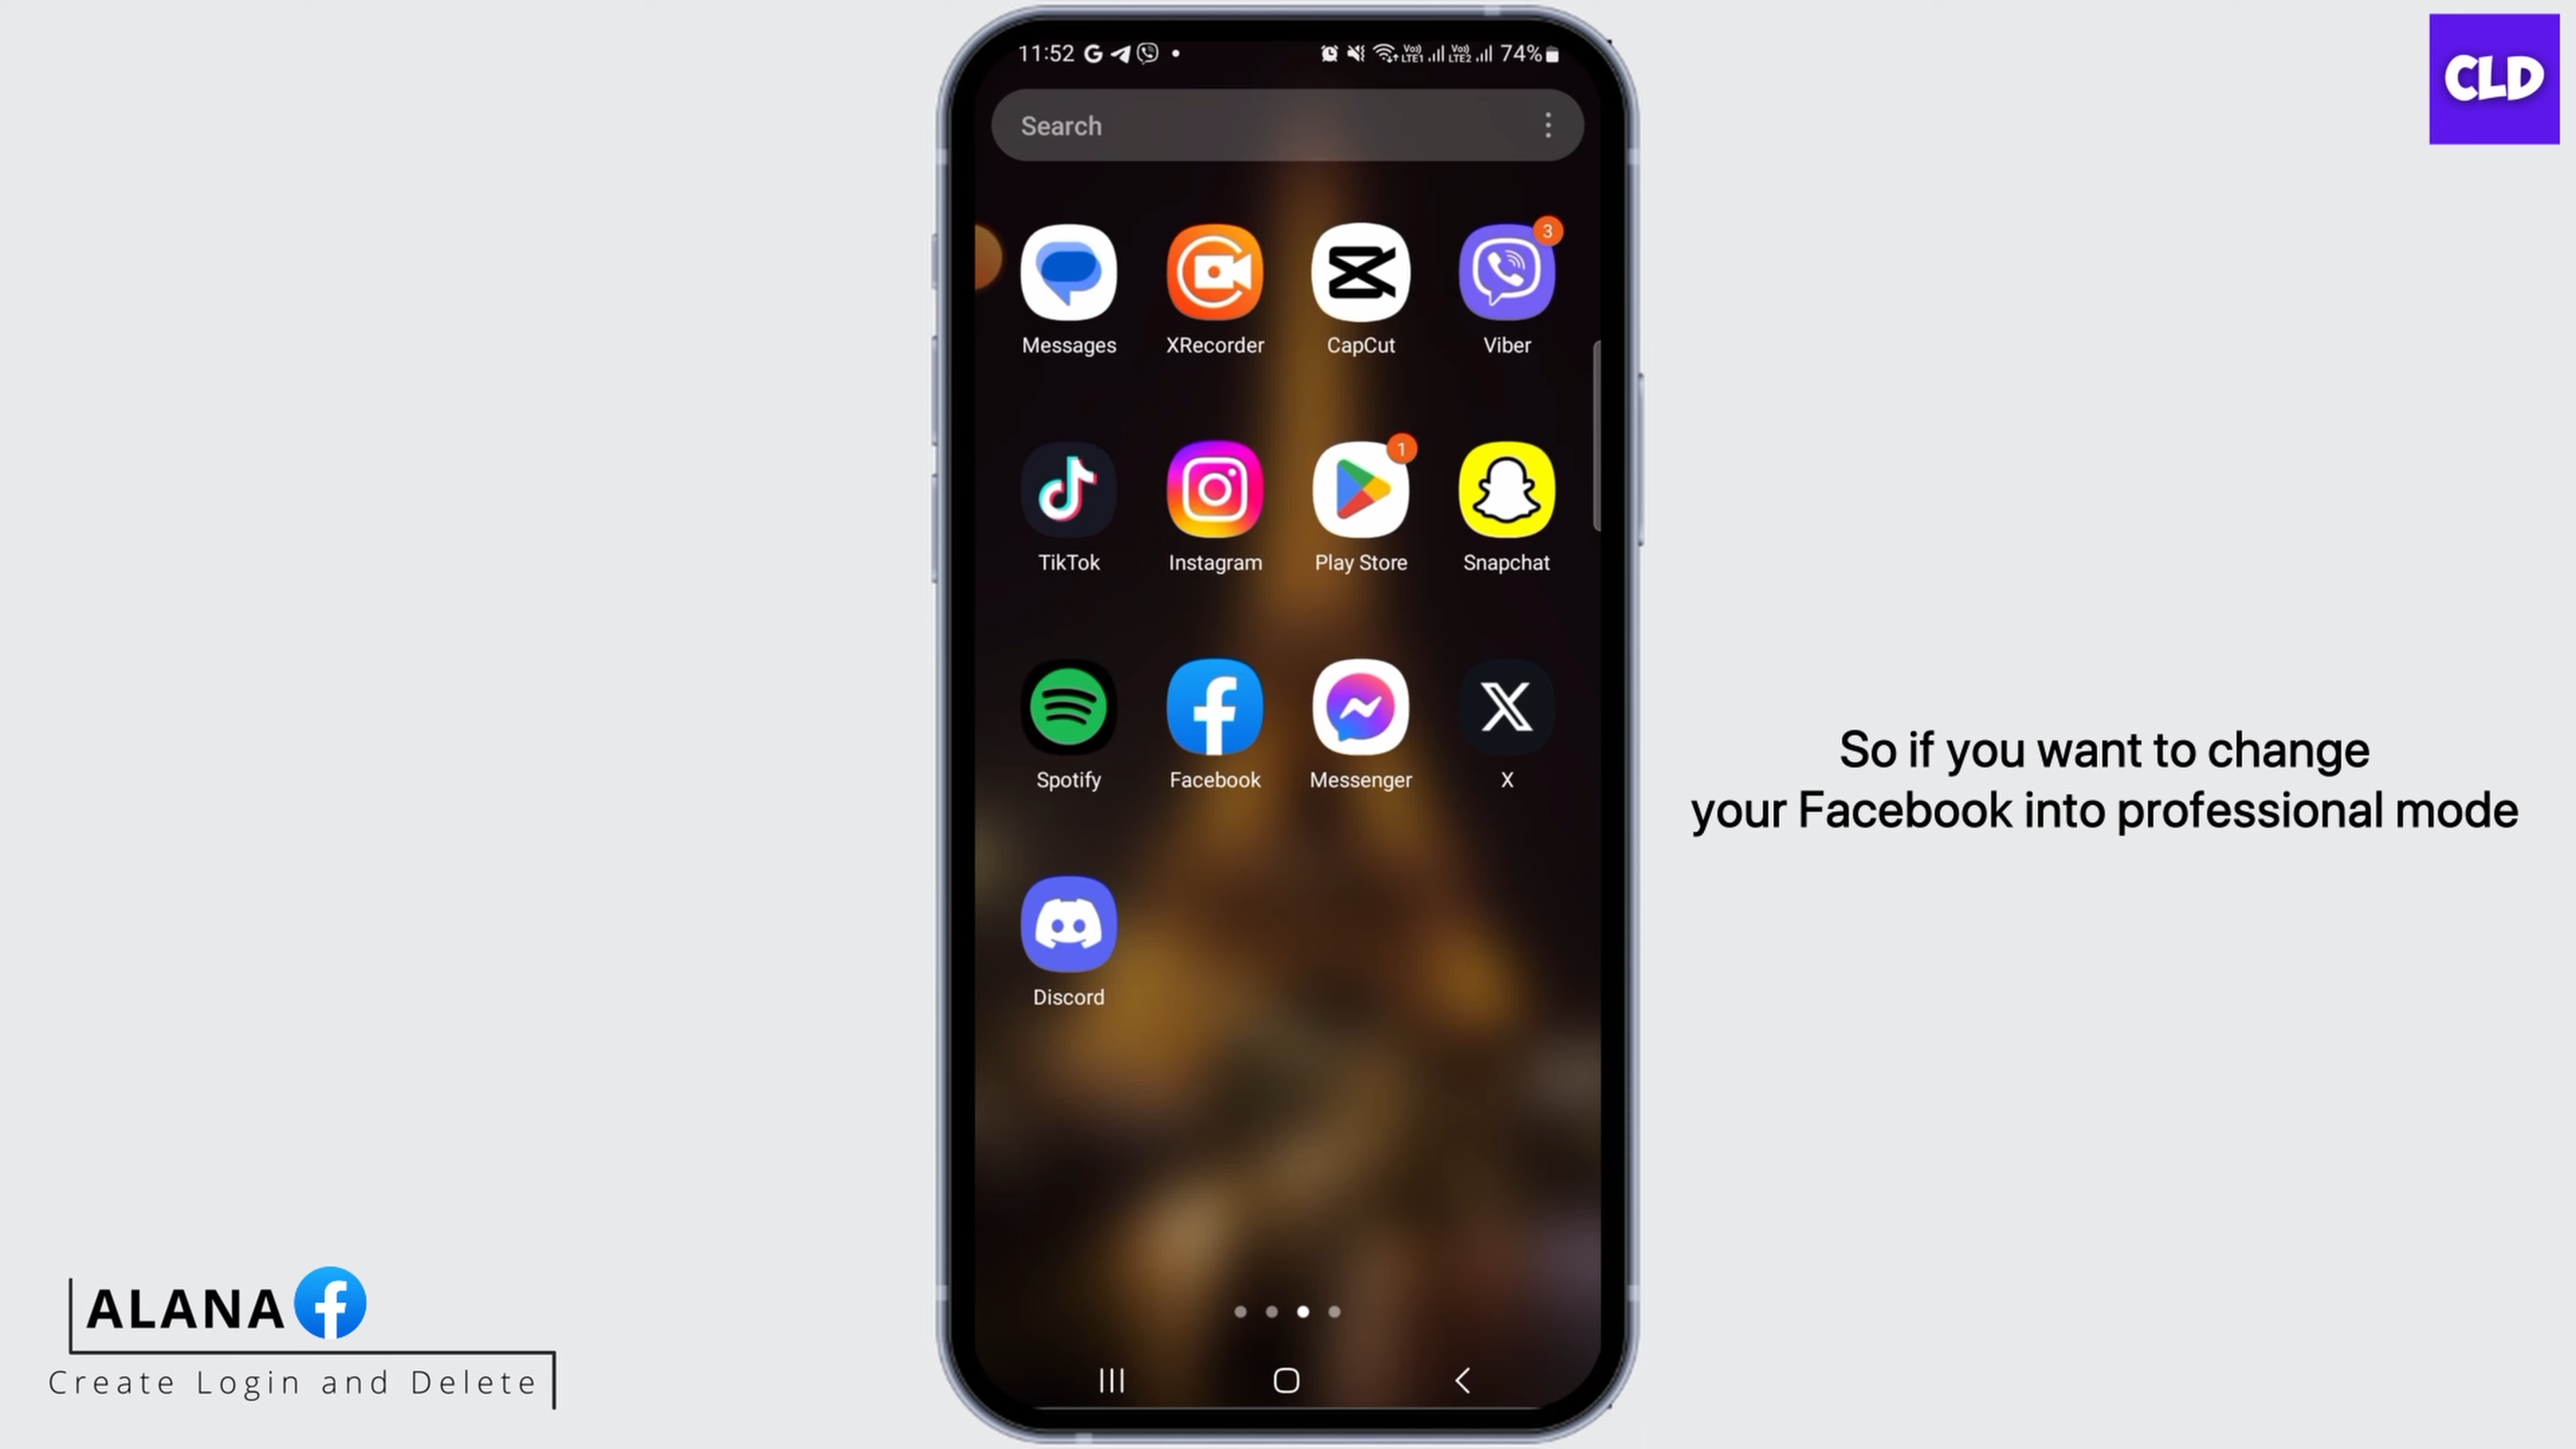 CLD
11:52
74%
Search
3
Messages XRecorder CapCut Viber
1
TikTok Instagram Play Store Snapchat
Spotify Facebook Messenger X
Discord
So if you want to change
your Facebook into professional mode
ALANA
Create Login and Delete